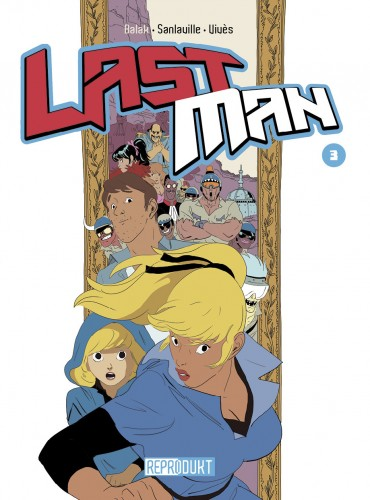 Balak • Sanlaville • Vivès
LAST
MAN
3
REPRODUKT